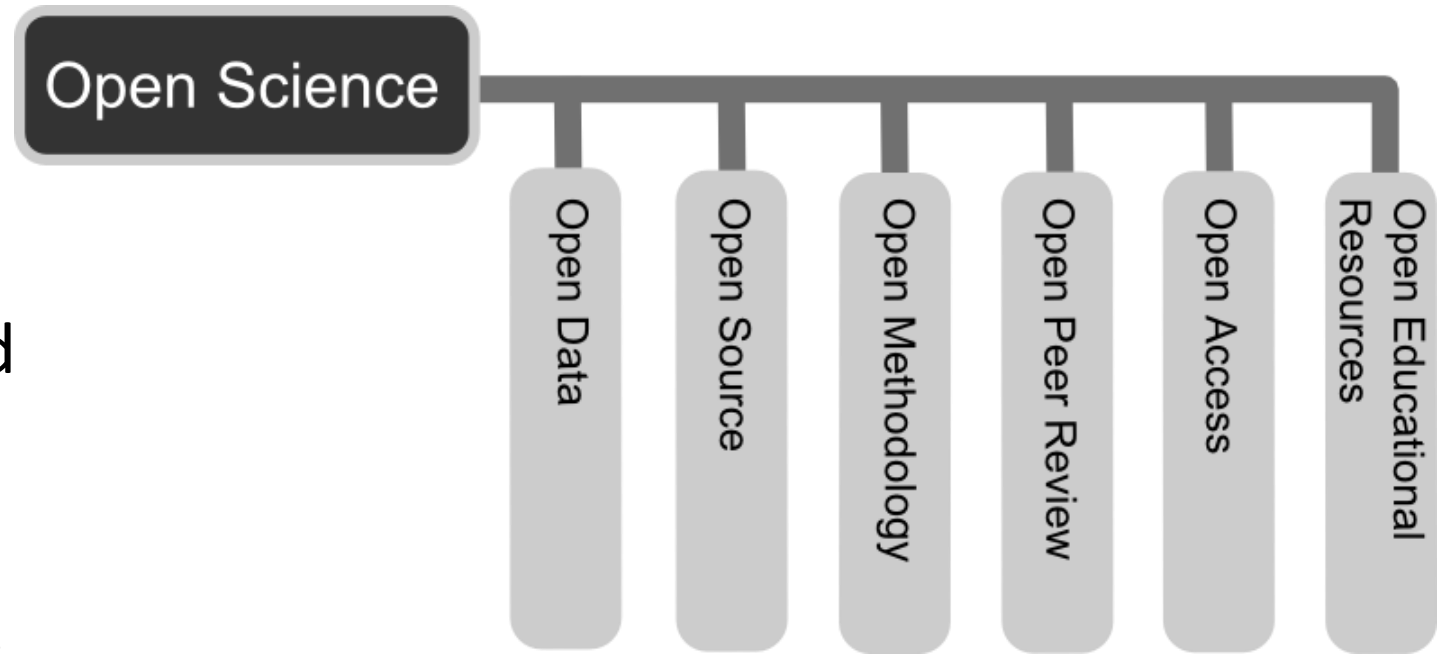 Open Science
Open Data
Open Source
Open Methodology
Open Peer Review
Open Access
Open Educational
Resources
d